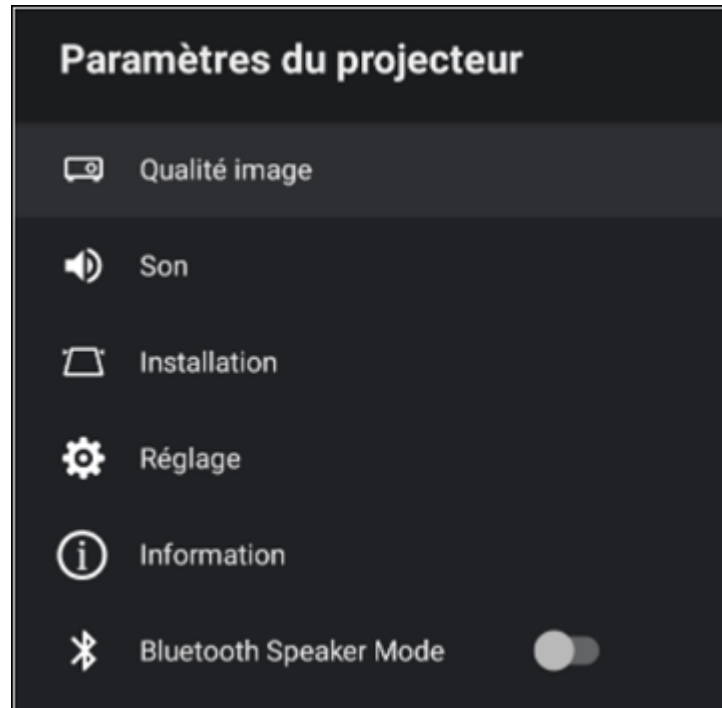 Paramètres du projecteur
Qualité image
Son
Installation
Réglage
Information
Bluetooth Speaker Mode